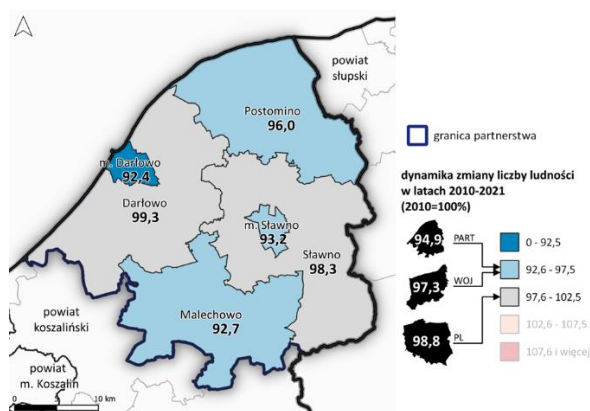 powiat
słupski
Postomino
96,0
m. Darłowo
92,4
Darłowo
99,3
m. Sławno
93,2
Sławno
98,3
Malechowo
92,7
powiat
koszaliński
powiat
m. Koszalin
0 5 10 km
granica partnerstwa
dynamika zmiany liczby ludności
w latach 2010-2021
(2010=100%)
94,9 PART
97,3 WOJ
98,8 PL
0 - 92,5
92,6 - 97,5
97,6 - 102,5
102,6 - 107,5
107,6 i więcej